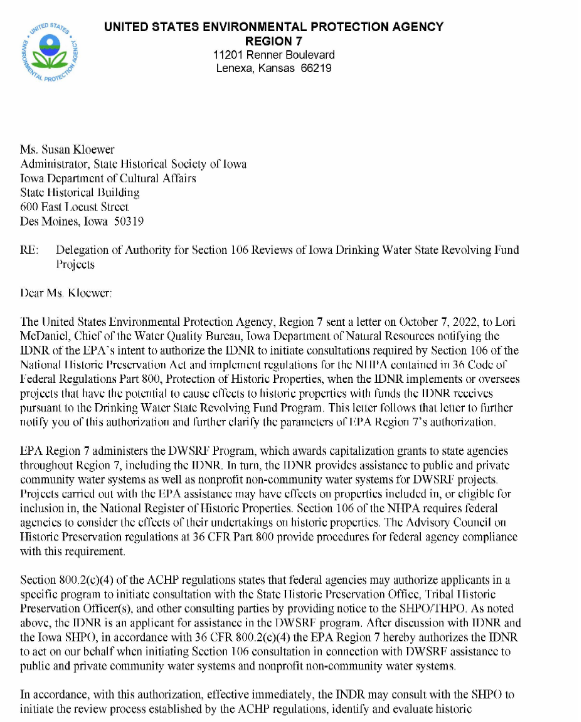 UNITED STATES ENVIRONMENTAL PROTECTION AGENCY
REGION 7
11201 Renner Boulevard
Lenexa, Kansas 66219
UNITED STATES
ENVIRONMENTAL PROTECTION AGENCY
Ms. Susan Kloewer
Administrator, State Historical Society of Iowa
Iowa Department of Cultural Affairs
State Historical Building
600 East Locust Street
Des Moines, Iowa 50319
RE: Delegation of Authority for Section 106 Reviews of Iowa Drinking Water State Revolving Fund
Projects
Dear Ms. Kloewer:
The United States Environmental Protection Agency, Region 7 sent a letter on October 7, 2022, to Lori
McDaniel, Chief of the Water Quality Bureau, Iowa Department of Natural Resources notifying the
IDNR of the EPA's intent to authorize the IDNR to initiate consultations required by Section 106 of the
National Historic Preservation Act and implement regulations for the NHPA contained in 36 Code of
Federal Regulations Part 800, Protection of Historic Properties, when the IDNR implements or oversees
projects that have the potential to cause effects to historic properties with funds the IDNR receives
pursuant to the Drinking Water State Revolving Fund Program. This letter follows that letter to further
notify you of this authorization and further clarify the parameters of EPA Region 7's authorization.
EPA Region 7 administers the DWSRF Program, which awards capitalization grants to state agencies
throughout Region 7, including the IDNR. In turn, the IDNR provides assistance to public and private
community water systems as well as nonprofit non-community water systems for DWSRF projects.
Projects carried out with the EPA assistance may have effects on properties included in, or eligible for
inclusion in, the National Register of Historic Properties. Section 106 of the NHPA requires federal
agencies to consider the effects of their undertakings on historic properties. The Advisory Council on
Historic Preservation regulations at 36 CFR Part 800 provide procedures for federal agency compliance
with this requirement.
Section 800.2(c)(4) of the ACHP regulations states that federal agencies may authorize applicants in a
specific program to initiate consultation with the State Historic Preservation Office, Tribal Historic
Preservation Officer(s), and other consulting parties by providing notice to the SHPO/THPO. As noted
above, the IDNR is an applicant for assistance in the DWSRF program. After discussion with IDNR and
the Iowa SHPO, in accordance with 36 CFR 800.2(c)(4) the EPA Region 7 hereby authorizes the IDNR
to act on our behalf when initiating Section 106 consultation in connection with DWSRF assistance to
public and private community water systems and nonprofit non-community water systems.
In accordance, with this authorization, effective immediately, the INDR may consult with the SHPO to
initiate the review process established by the ACHP regulations, identify and evaluate historic